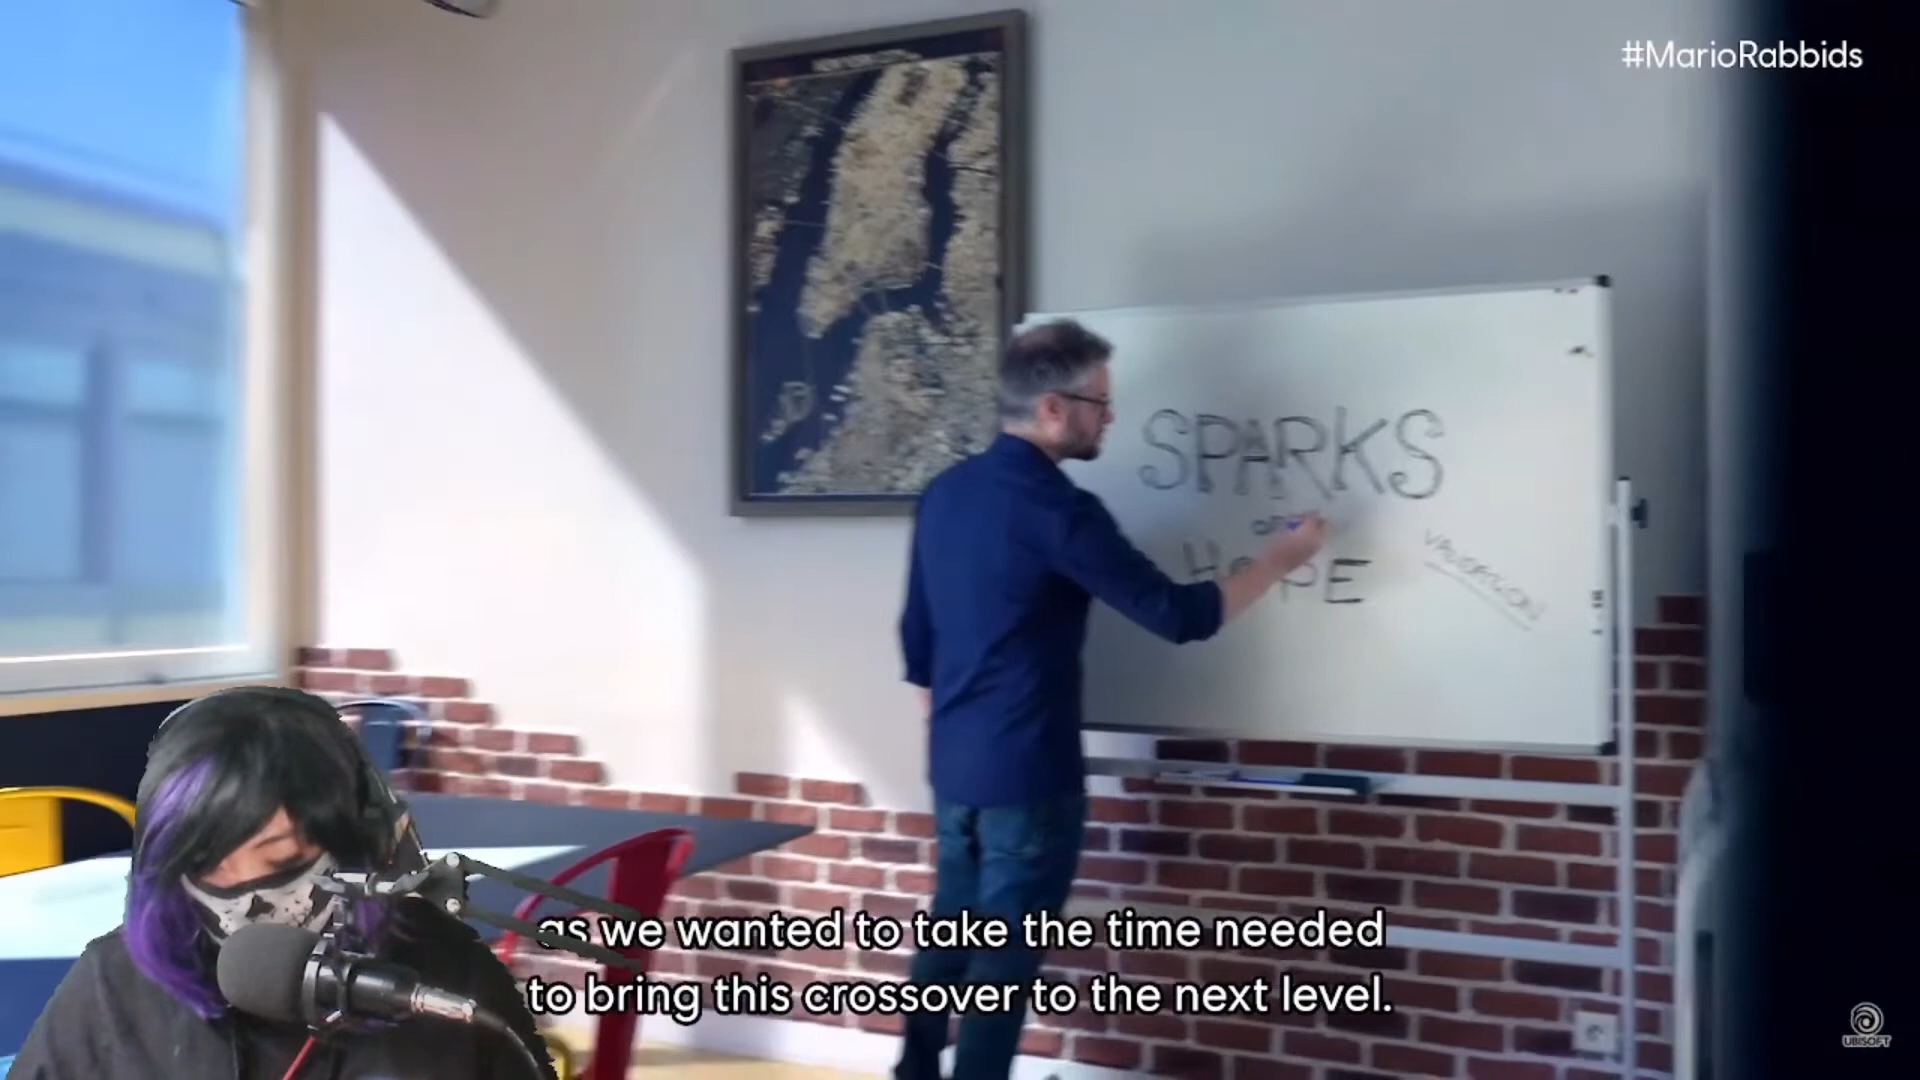 #MarioRabbids
SPARKS
OF
HOPE
as we wanted to take the time needed
to bring this crossover to the next level.
UBISOFT